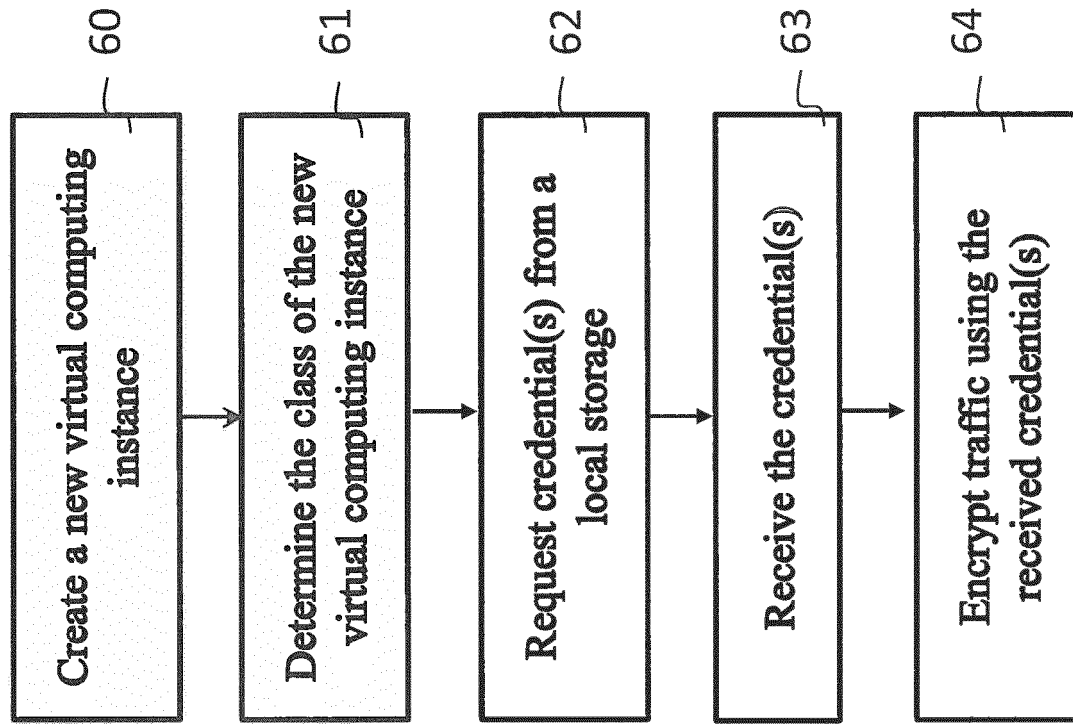 Create a new virtual computing
instance
60
Determine the class of the new
virtual computing instance
61
Request credential(s) from a
local storage
62
Receive the credential(s)
63
Encrypt traffic using the
received credential(s)
64